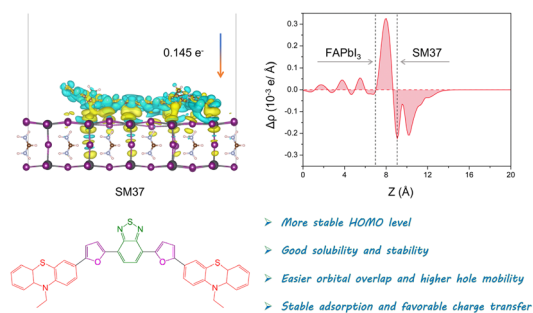 0.145 e-
SM37
FAPbI3
SM37
0.3
0.2
0.1
0.0
-0.1
-0.2
-0.3
Δρ (10-3 e/ Å)
0 4 8 12 16 20
Z (Å)
S
N N
S O O S
N N
More stable HOMO level
Good solubility and stability
Easier orbital overlap and higher hole mobility
Stable adsorption and favorable charge transfer